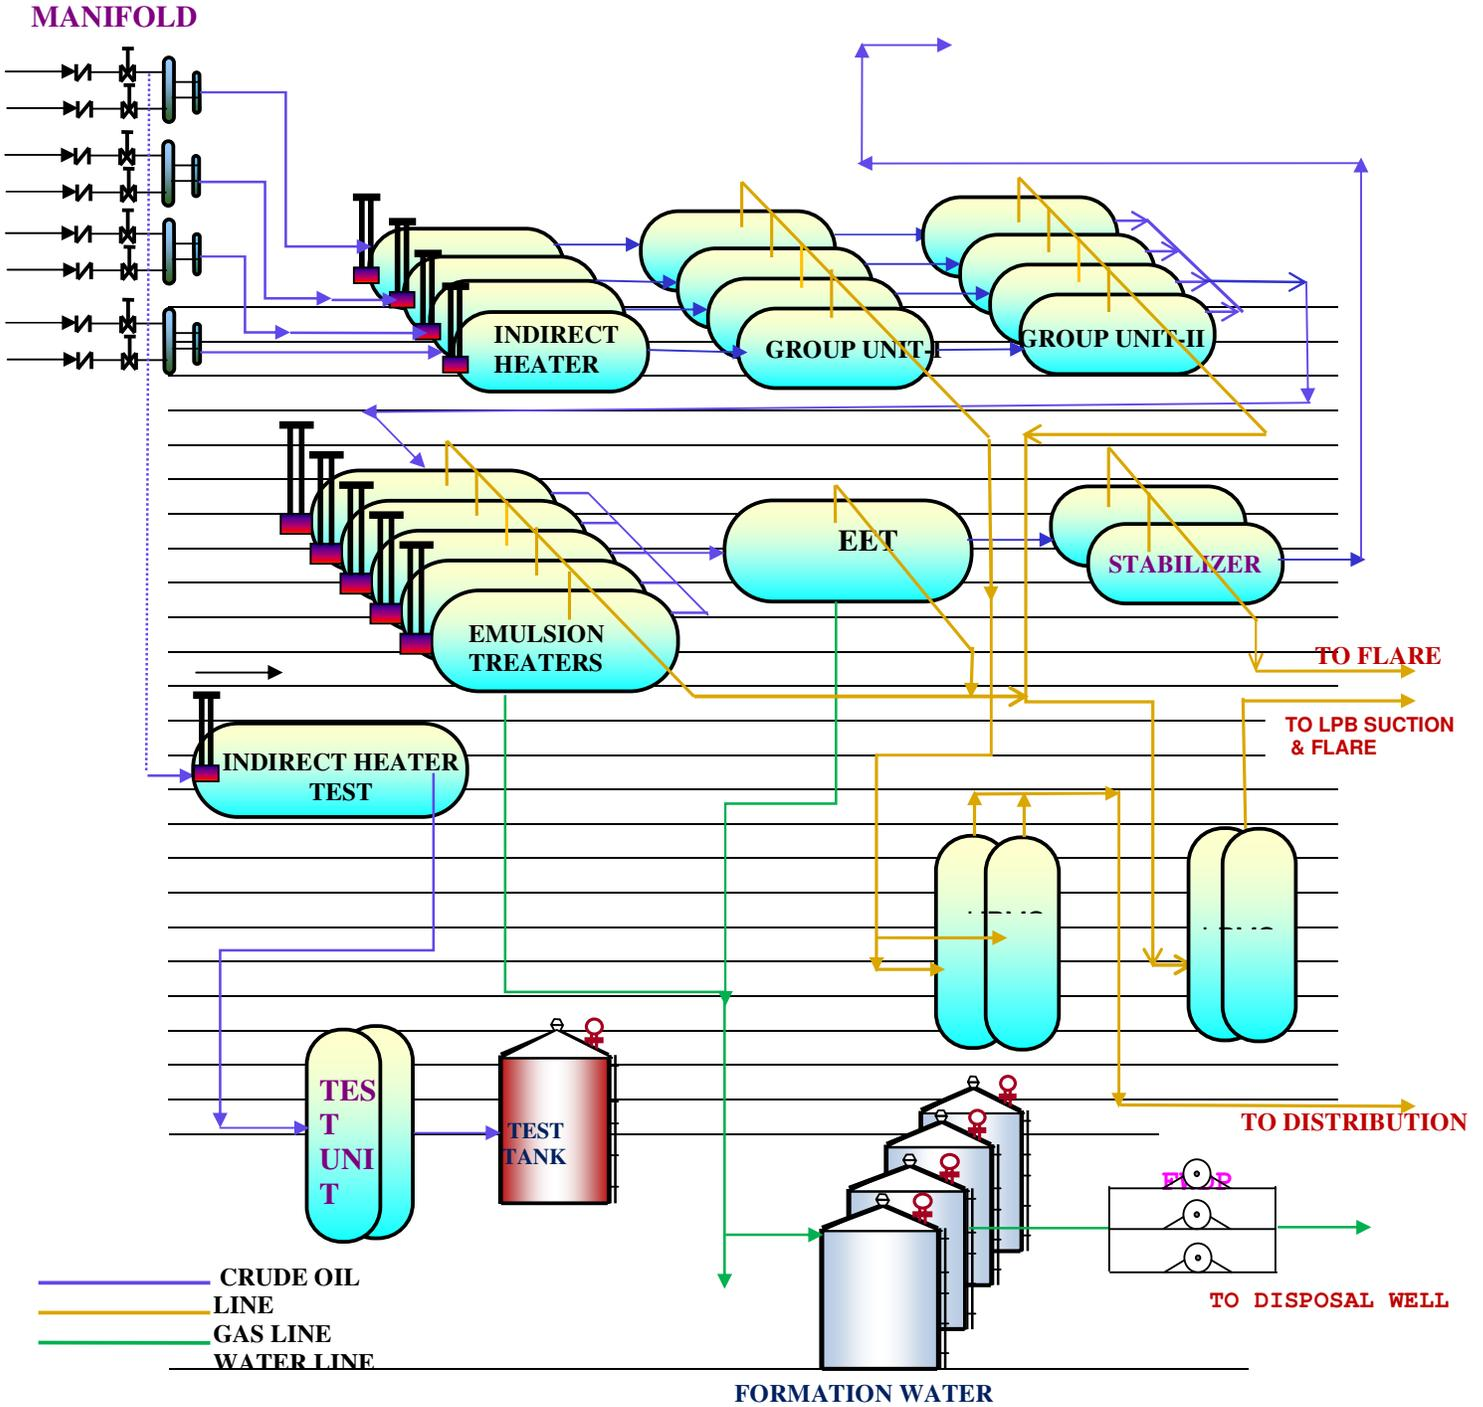 MANIFOLD
INDIRECT
HEATER
GROUP UNIT-I
GROUP UNIT-II
EET
STABILIZER
EMULSION
TREATERS
TO FLARE
TO LPB SUCTION
& FLARE
INDIRECT HEATER
TEST
TES
T
UNI
T
TEST
TANK
TO DISTRIBUTION
TO DISPOSAL WELL
CRUDE OIL
LINE
GAS LINE
WATER LINE
FORMATION WATER